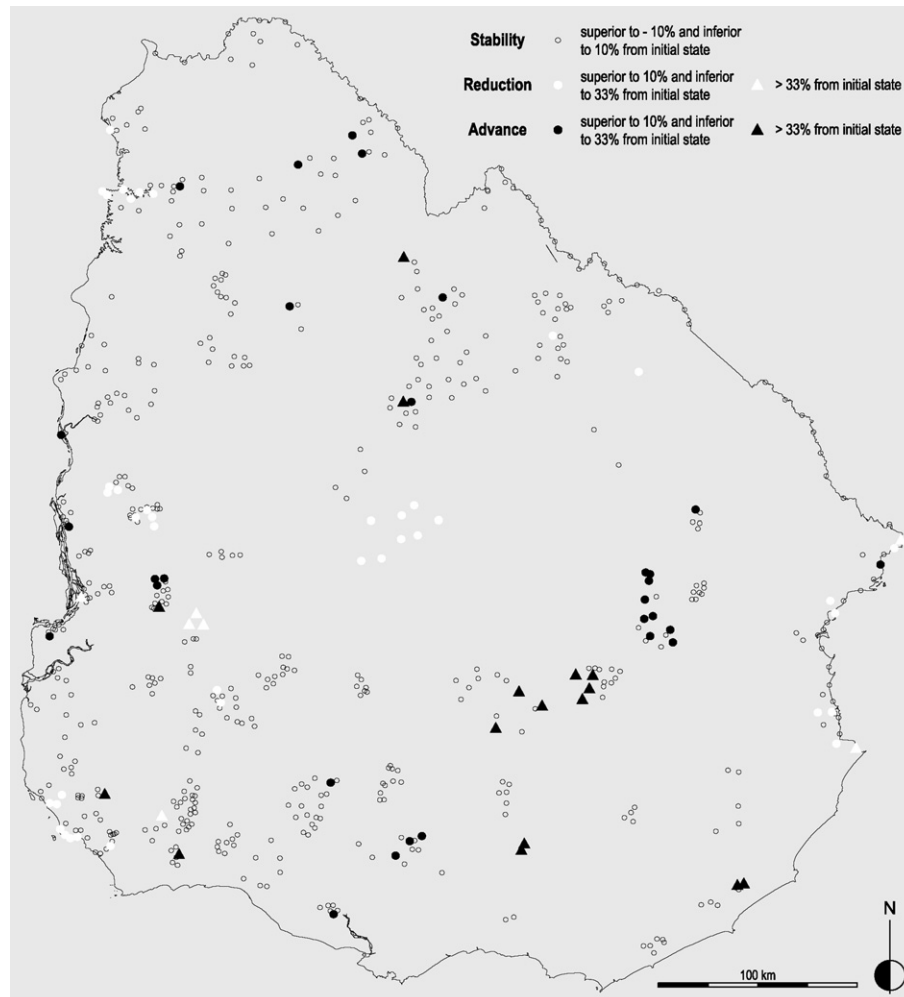 Stability superior to - 10% and inferior
to 10% from initial state
Reduction superior to 10% and inferior
to 33% from initial state > 33% from initial state
Advance superior to 10% and inferior
to 33% from initial state > 33% from initial state
N
100 km